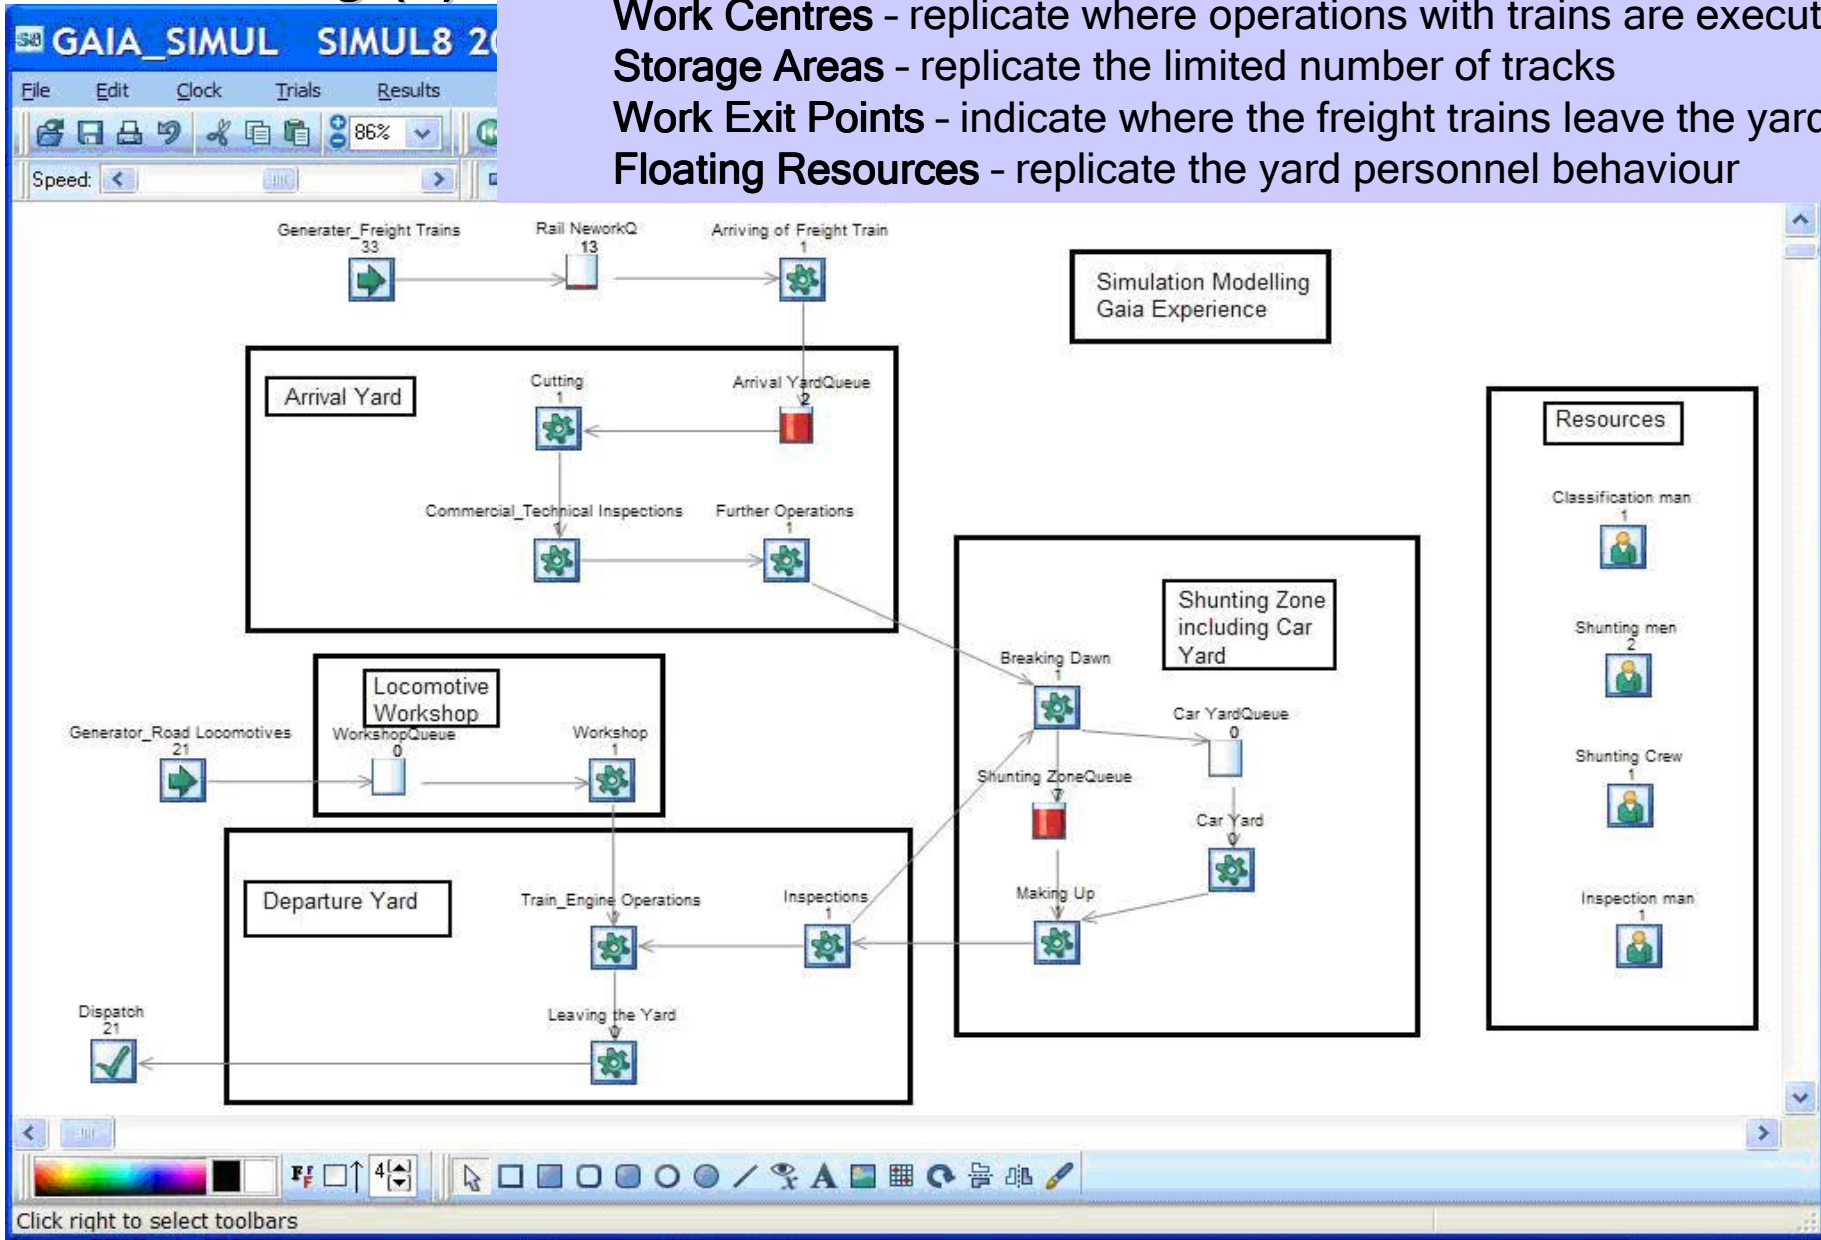 Work Centres – replicate where operations with trains are execut
Storage Areas – replicate the limited number of tracks
Work Exit Points – indicate where the freight trains leave the yard
Floating Resources – replicate the yard personnel behaviour
GAIA_SIMUL SIMUL8 20
File Edit Clock Trials Results
86%
Speed:
Generater_Freight Trains
33
Rail NeworkQ
13
Arriving of Freight Train
1
Simulation Modelling
Gaia Experience
Arrival Yard
Cutting
1
Arrival YardQueue
2
Resources
Commercial_Technical Inspections
Further Operations
1
Classification man
1
Shunting Zone
including Car
Yard
Shunting men
2
Breaking Dawn
1
Locomotive
Workshop
Generator_Road Locomotives
21
WorkshopQueue
0
Workshop
1
Car YardQueue
0
Shunting ZoneQueue
7
Shunting Crew
1
Car Yard
0
Departure Yard
Train_Engine Operations
Inspections
1
Making Up
Inspection man
1
Dispatch
21
Leaving the Yard
0
4
Click right to select toolbars